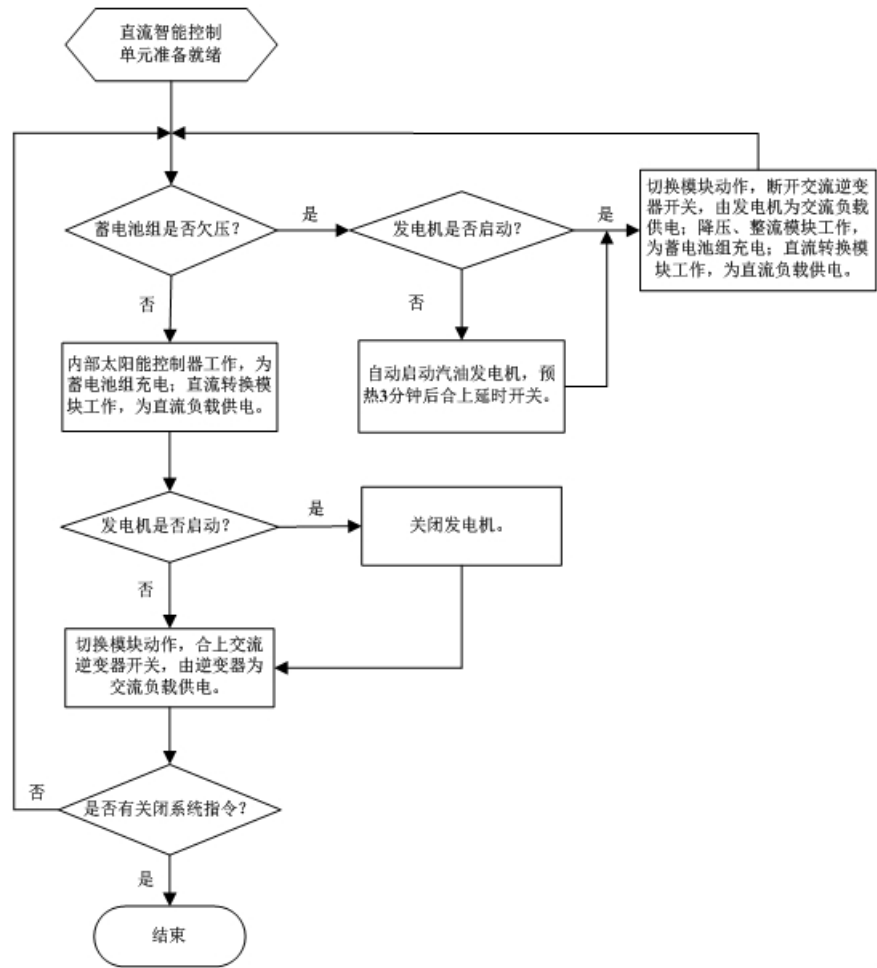 直流智能控制
单元准备就绪
蓄电池组是否欠压？
是
发电机是否启动？
是
切换模块动作，断开交流逆变
器开关，由发电机为交流负载
供电；降压、整流模块工作，
为蓄电池组充电；直流转换模
块工作，为直流负载供电。
否
否
内部太阳能控制器工作，为
蓄电池组充电；直流转换模
块工作，为直流负载供电。
自动启动汽油发电机，预
热3分钟后合上延时开关。
发电机是否启动？
是
关闭发电机。
否
切换模块动作，合上交流
逆变器开关，由逆变器为
交流负载供电。
否
是否有关闭系统指令？
是
结束